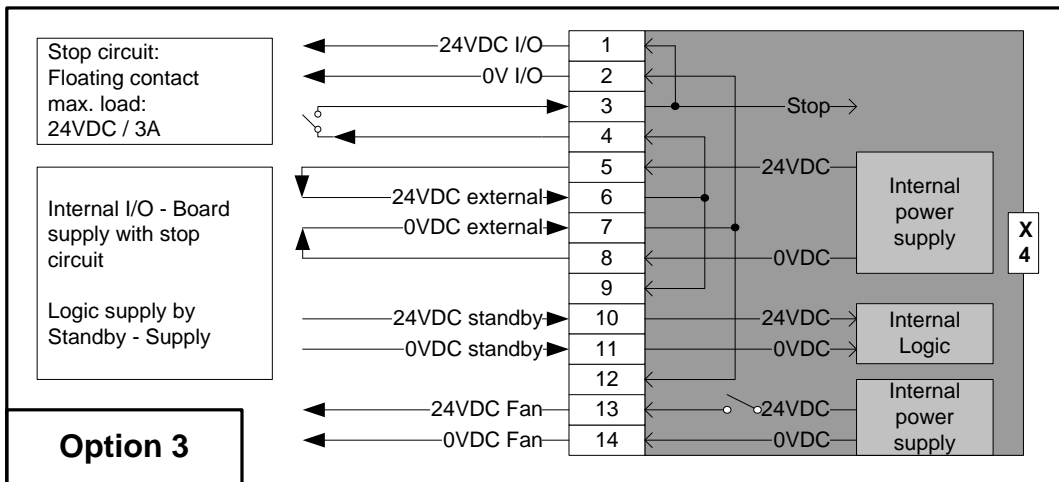 Stop circuit:
Floating contact
max. load:
24VDC / 3A
Internal I/O - Board
supply with stop
circuit
Logic supply by
Standby - Supply
Option 3
24VDC I/O
1
0V I/O
2
3
Stop
4
5
24VDC
24VDC external
6
0VDC external
7
8
0VDC
Internal
power
supply
X
4
9
24VDC standby
10
24VDC
0VDC standby
11
0VDC
Internal
Logic
12
24VDC Fan
13
24VDC
0VDC Fan
14
0VDC
Internal
power
supply